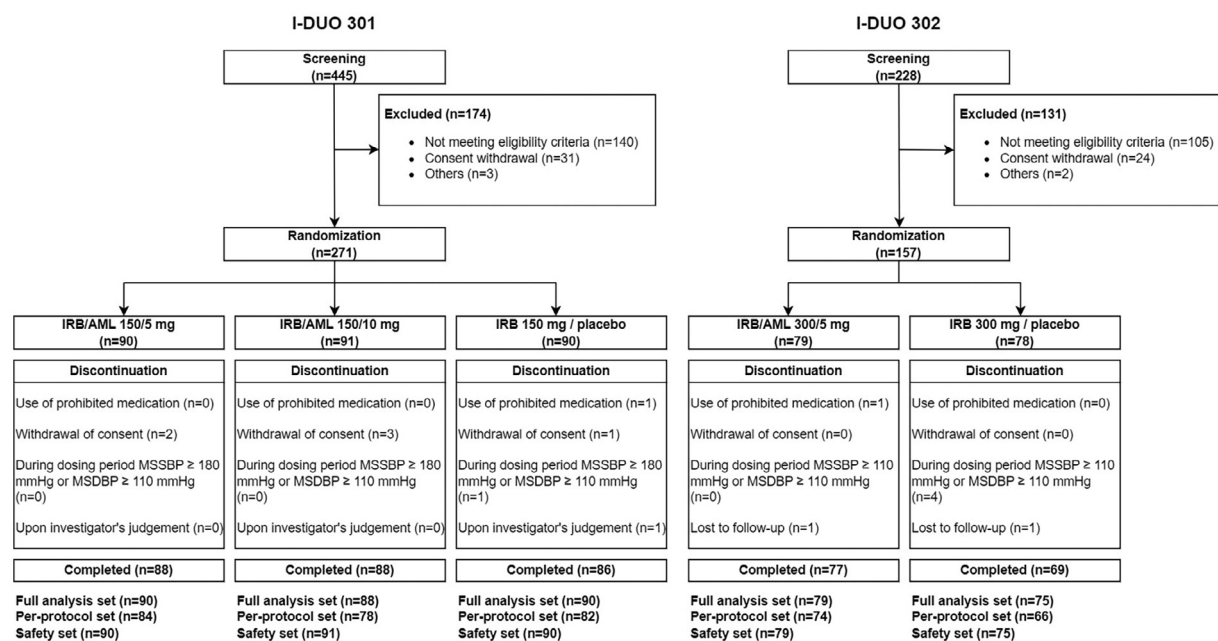 I-DUO 301
Screening
(n=445)
Excluded (n=174)
• Not meeting eligibility criteria (n=140)
• Consent withdrawal (n=31)
• Others (n=3)
Randomization
(n=271)
IRB/AML 150/5 mg
(n=90)
Discontinuation
Use of prohibited medication (n=0)
Withdrawal of consent (n=2)
During dosing period MSSBP ≥ 180
mmHg or MSDBP ≥ 110 mmHg
(n=0)
Upon investigator's judgement (n=0)
Completed (n=88)
Full analysis set (n=90)
Per-protocol set (n=84)
Safety set (n=90)
IRB/AML 150/10 mg
(n=91)
Discontinuation
Use of prohibited medication (n=0)
Withdrawal of consent (n=3)
During dosing period MSSBP ≥ 180
mmHg or MSDBP ≥ 110 mmHg
(n=0)
Upon investigator's judgement (n=0)
Completed (n=88)
Full analysis set (n=88)
Per-protocol set (n=78)
Safety set (n=91)
IRB 150 mg / placebo
(n=90)
Discontinuation
Use of prohibited medication (n=1)
Withdrawal of consent (n=1)
During dosing period MSSBP ≥ 180
mmHg or MSDBP ≥ 110 mmHg
(n=1)
Upon investigator's judgement (n=1)
Completed (n=86)
Full analysis set (n=90)
Per-protocol set (n=82)
Safety set (n=90)
I-DUO 302
Screening
(n=228)
Excluded (n=131)
• Not meeting eligibility criteria (n=105)
• Consent withdrawal (n=24)
• Others (n=2)
Randomization
(n=157)
IRB/AML 300/5 mg
(n=79)
Discontinuation
Use of prohibited medication (n=1)
Withdrawal of consent (n=0)
During dosing period MSSBP ≥ 110
mmHg or MSDBP ≥ 110 mmHg
(n=0)
Lost to follow-up (n=1)
Completed (n=77)
Full analysis set (n=79)
Per-protocol set (n=74)
Safety set (n=79)
IRB 300 mg / placebo
(n=78)
Discontinuation
Use of prohibited medication (n=0)
Withdrawal of consent (n=0)
During dosing period MSSBP ≥ 110
mmHg or MSDBP ≥ 110 mmHg
(n=4)
Lost to follow-up (n=1)
Completed (n=69)
Full analysis set (n=75)
Per-protocol set (n=66)
Safety set (n=75)